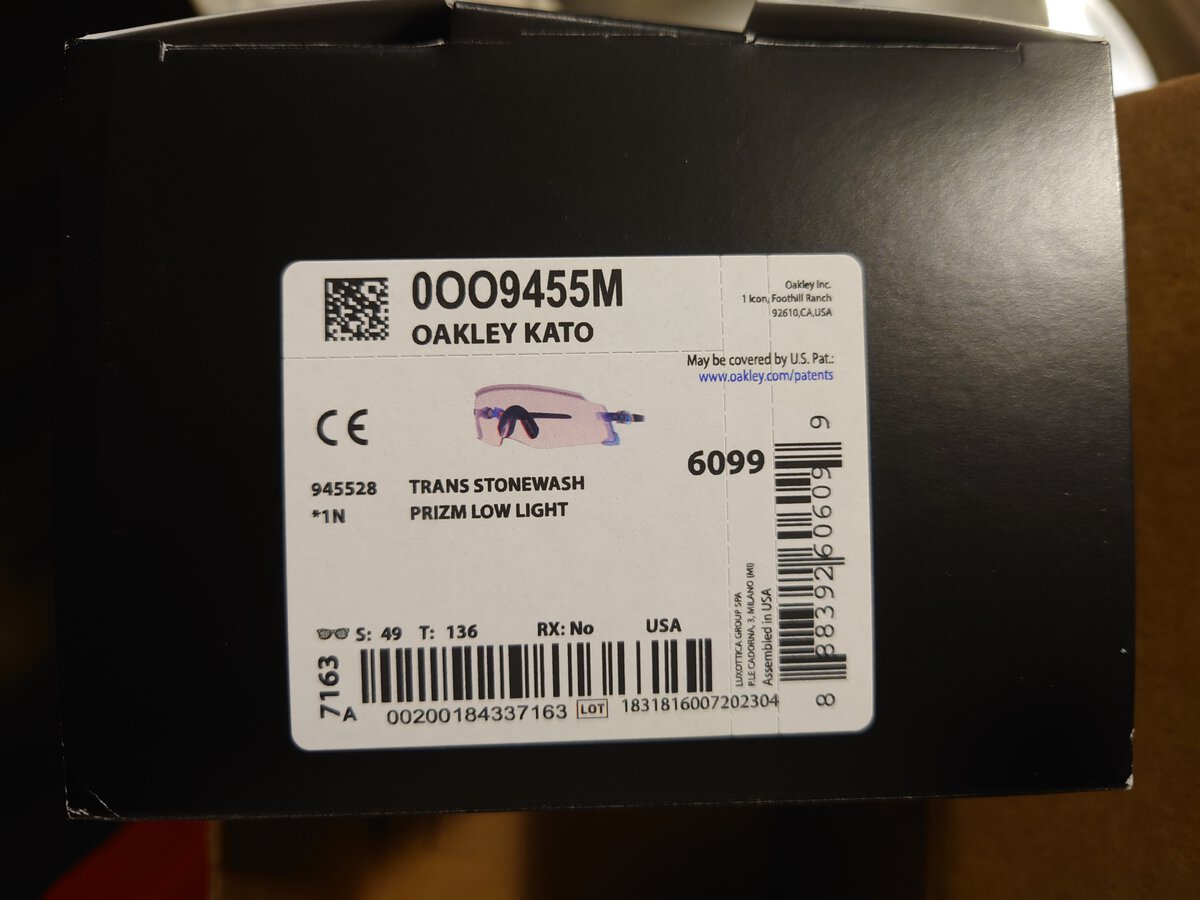 0OO9455M
OAKLEY KATO
Oakley Inc.
1 Icon, Foothill Ranch
92610,CA,USA
May be covered by U.S. Pat.:
www.oakley.com/patents
CE
6099
945528 TRANS STONEWASH
*1N PRIZM LOW LIGHT
S: 49 T: 136 RX: No USA
7163
A
00200184337163 LOT 1831816007202304
LUXOTTICA GROUP SPA
P.LE CADORNA, 3, MILANO (MI)
Assembled in USA
8 883926 060609 9